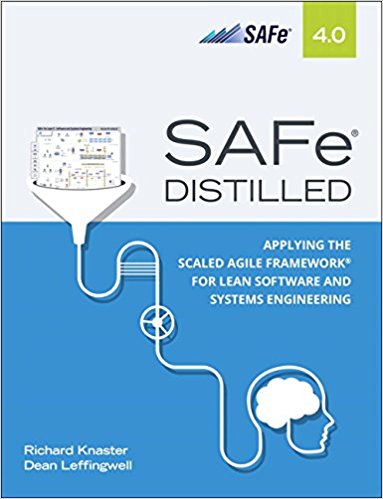 SAFe®
4.0
SAFe®
DISTILLED
APPLYING THE
SCALED AGILE FRAMEWORK®
FOR LEAN SOFTWARE AND
SYSTEMS ENGINEERING
Richard Knaster
Dean Leffingwell